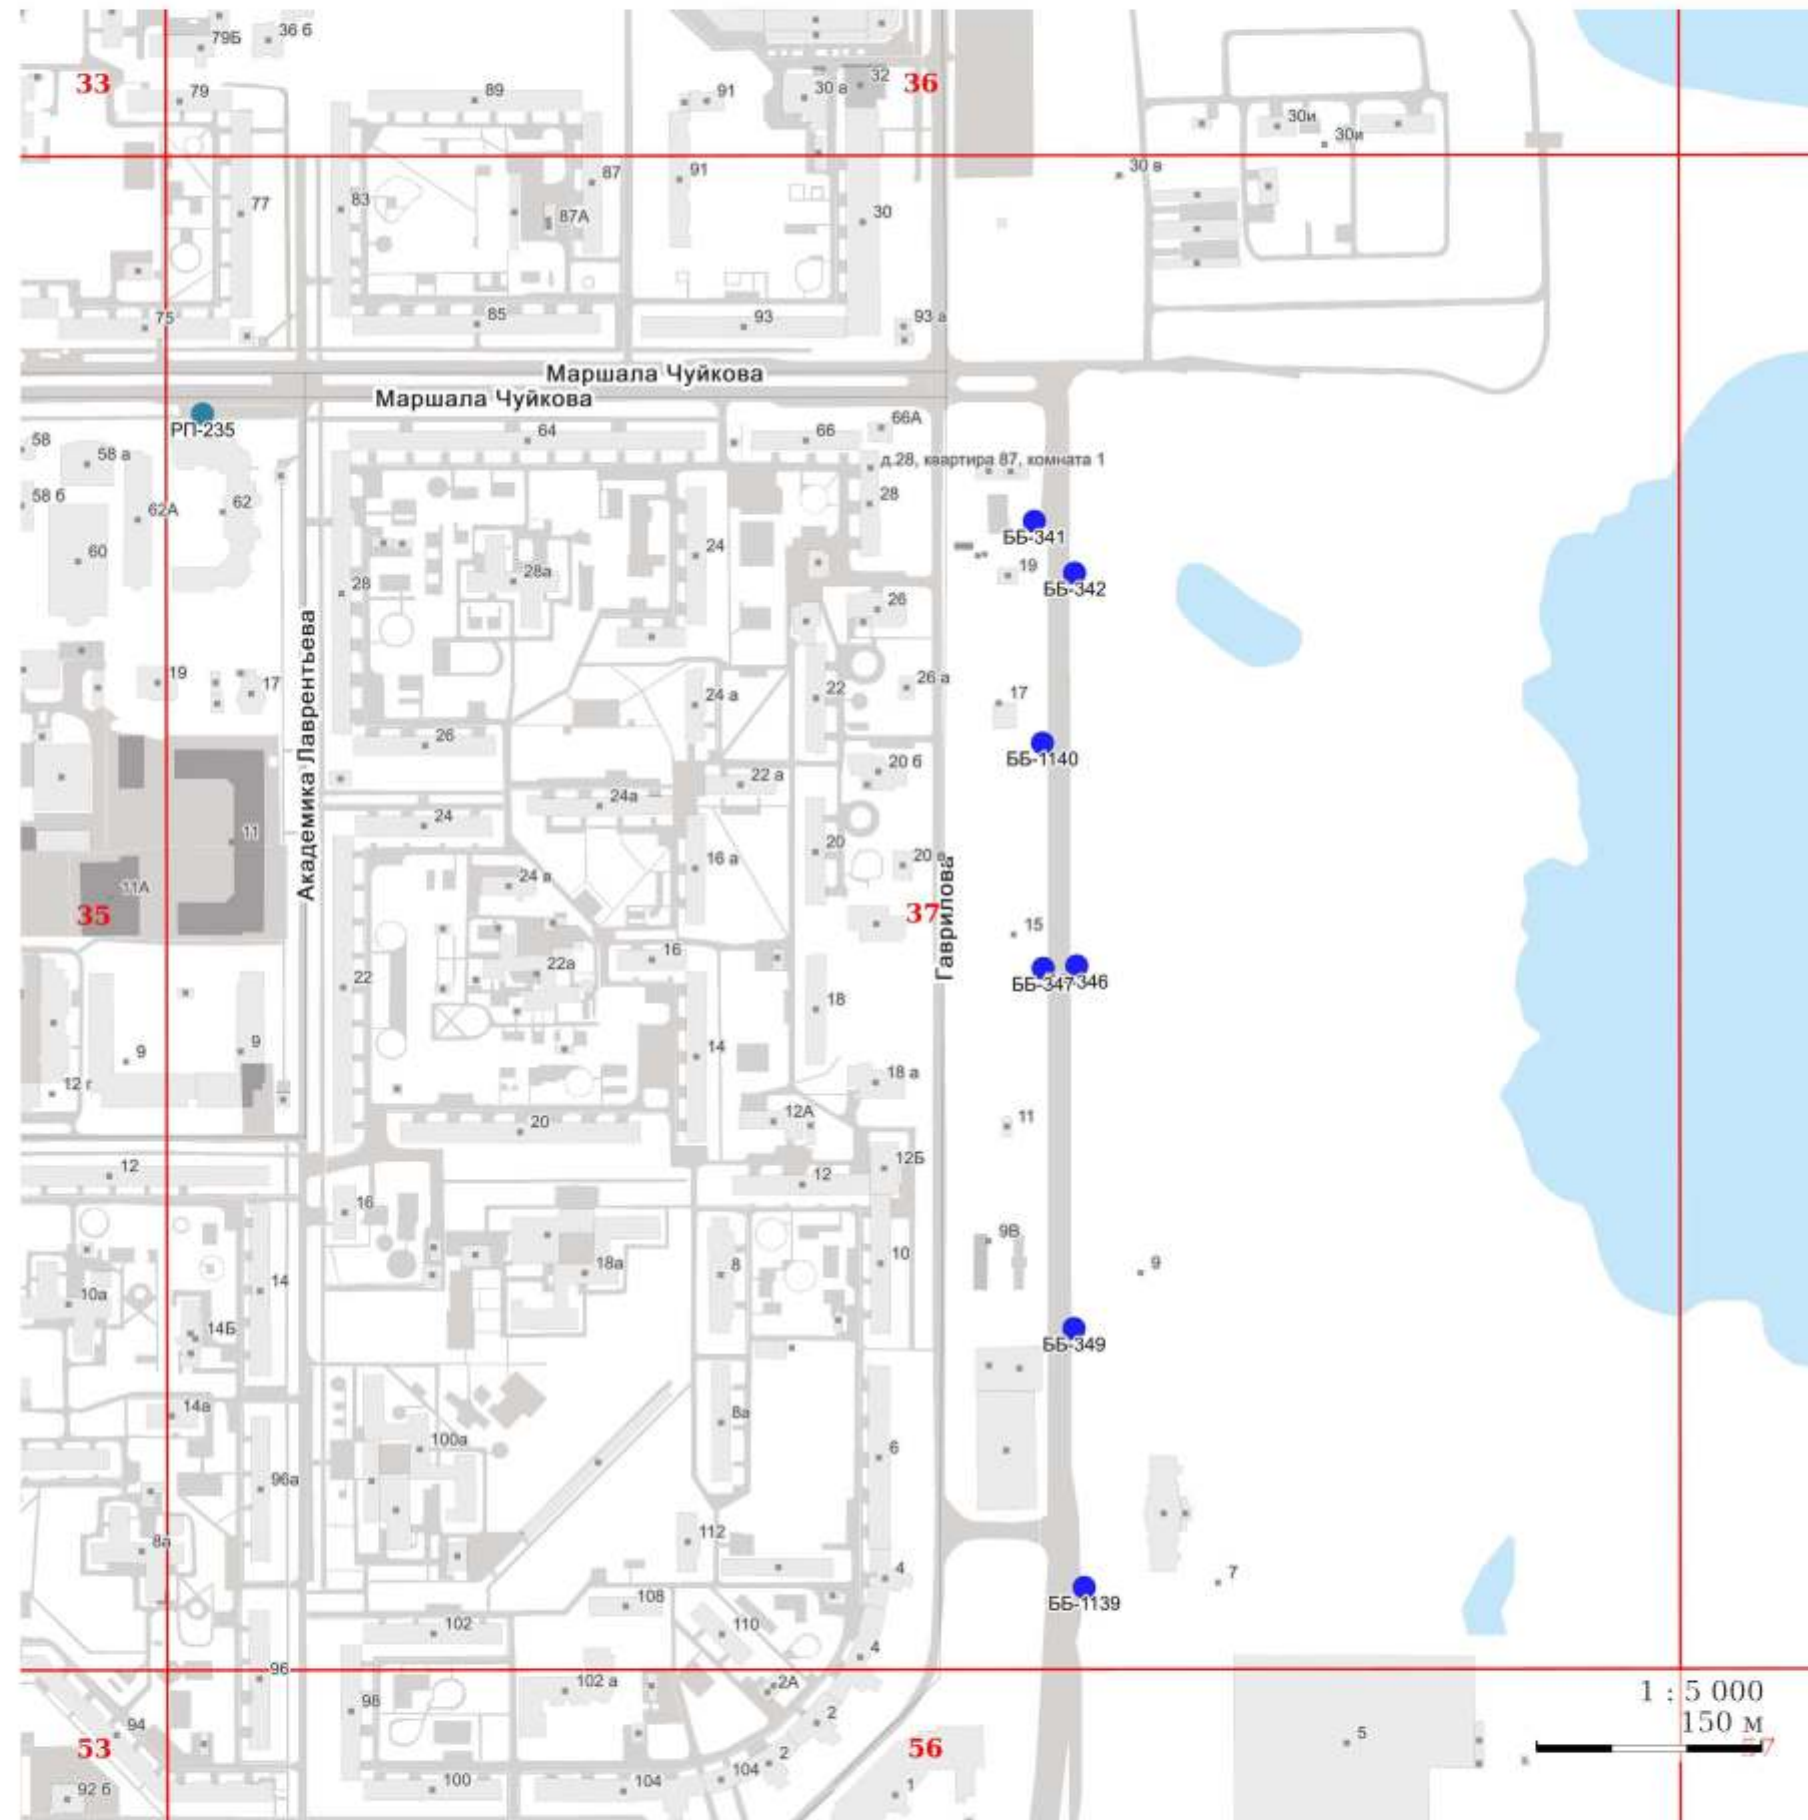 79Б
36 б
33
79
89
91
30 а
32
36
30и
30и
30 в
77
83
87
91
87А
30
75
85
93
93 а
Маршала Чуйкова
Маршала Чуйкова
РП-235
58
58 а
64
66
66А
д.28, квартира 87, комната 1
58 б
62А
62
28
60
24
ББ-341
28
28а
19
ББ-342
26
Академика Лаврентьева
19
17
24 а
22
26 а
17
26
ББ-1140
22 а
20 б
24а
11
24
16 а
20
20 в
11А
24 в
35
37
Гаврилова
15
16
22
22а
ББ-347
346
18
9
9
14
12 г
18 а
20
12А
11
12
12
12Б
16
9В
9
10
8
18а
14
10а
14Б
ББ-349
14а
8а
100а
6
96а
112
8а
4
7
108
ББ-1139
102
110
4
96
102 а
2А
98
1 : 5 000
94
2
150 м
53
56
5
57
2
104
100
104
1
92 б